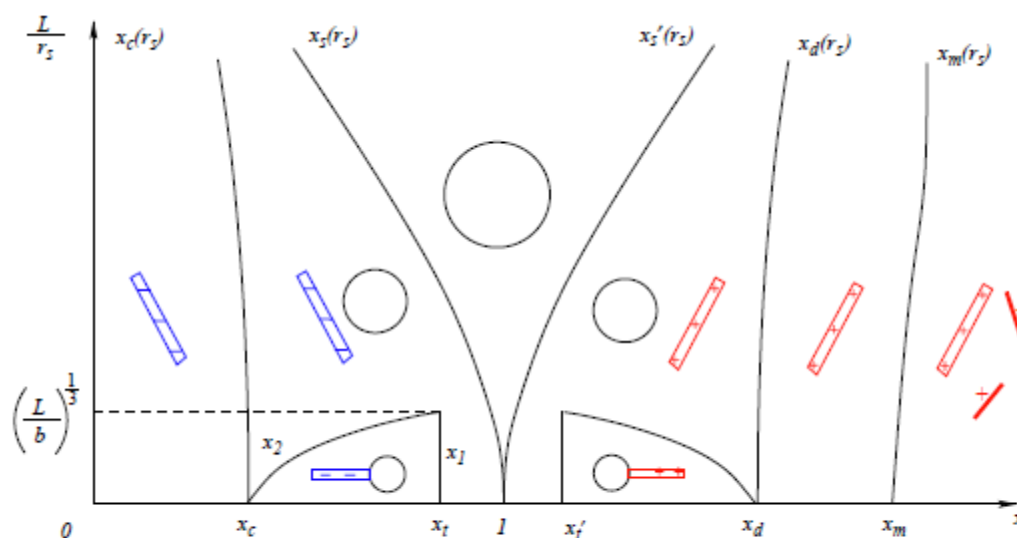 L/r_s
x_c(r_s) x_s(r_s) x_s'(r_s) x_d(r_s) x_m(r_s)
(L/b)^1/3
x_2 x_1
0 x_c x_t 1 x_t' x_d x_m x